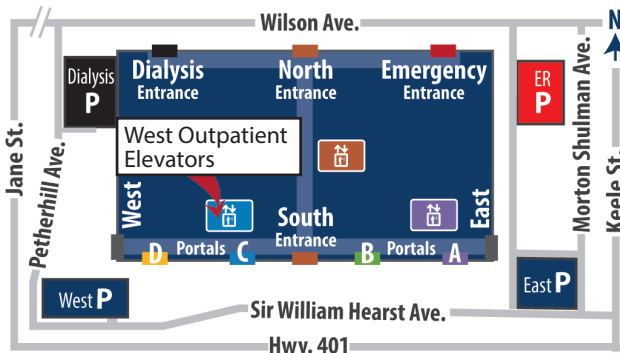 Wilson Ave.
N
Dialysis
P
Dialysis
Entrance
North
Entrance
Emergency
Entrance
ER
P
West Outpatient
Elevators
Jane St.
Petherhill Ave.
West
South
Entrance
East
Morton Shulman Ave.
Keele St.
D
Portals
C
B
Portals
A
West P
East P
Sir William Hearst Ave.
Hwy. 401